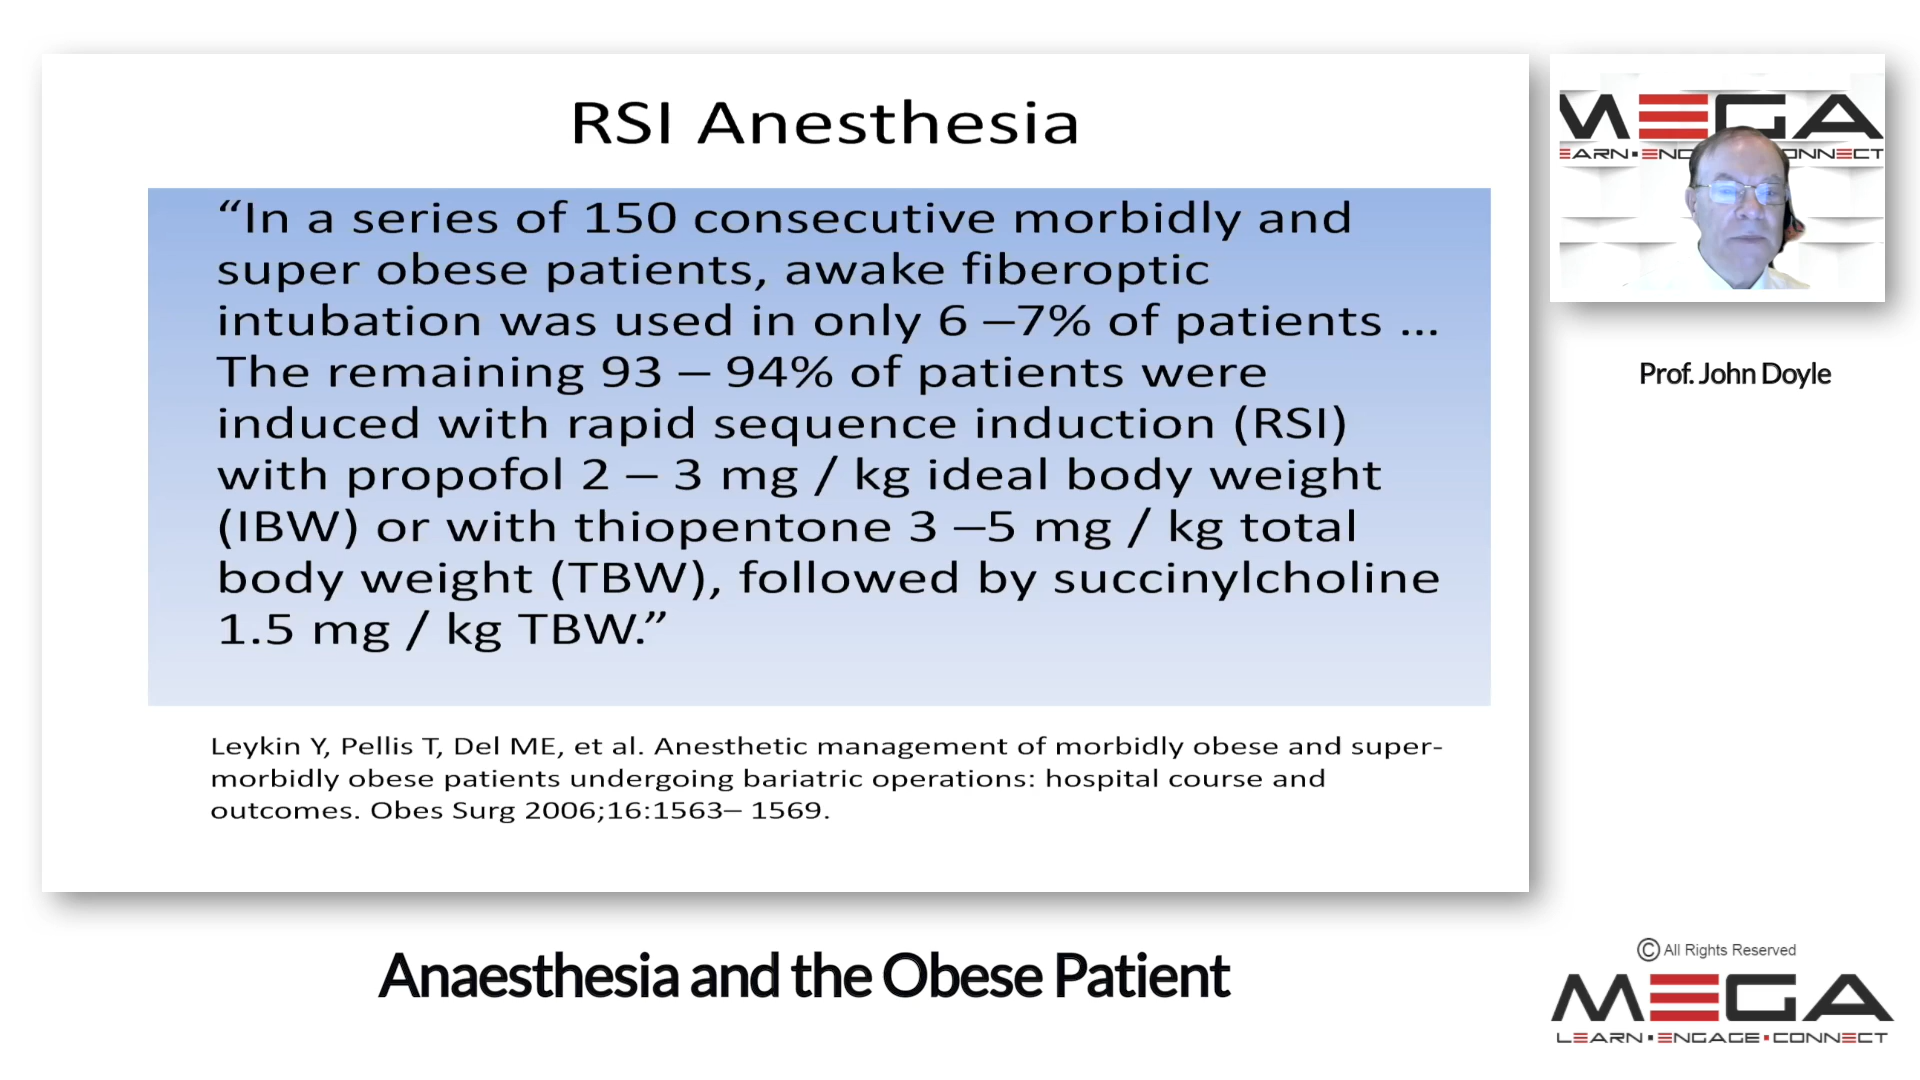 RSI Anesthesia
“In a series of 150 consecutive morbidly and
super obese patients, awake fiberoptic
intubation was used in only 6 –7% of patients ...
The remaining 93 – 94% of patients were
induced with rapid sequence induction (RSI)
with propofol 2 – 3 mg / kg ideal body weight
(IBW) or with thiopentone 3 –5 mg / kg total
body weight (TBW), followed by succinylcholine
1.5 mg / kg TBW.”
Leykin Y, Pellis T, Del ME, et al. Anesthetic management of morbidly obese and super-
morbidly obese patients undergoing bariatric operations: hospital course and
outcomes. Obes Surg 2006;16:1563– 1569.
MEGA
Prof. John Doyle
Anaesthesia and the Obese Patient
© All Rights Reserved
MEGA
LEARN▪ENGAGE▪CONNECT